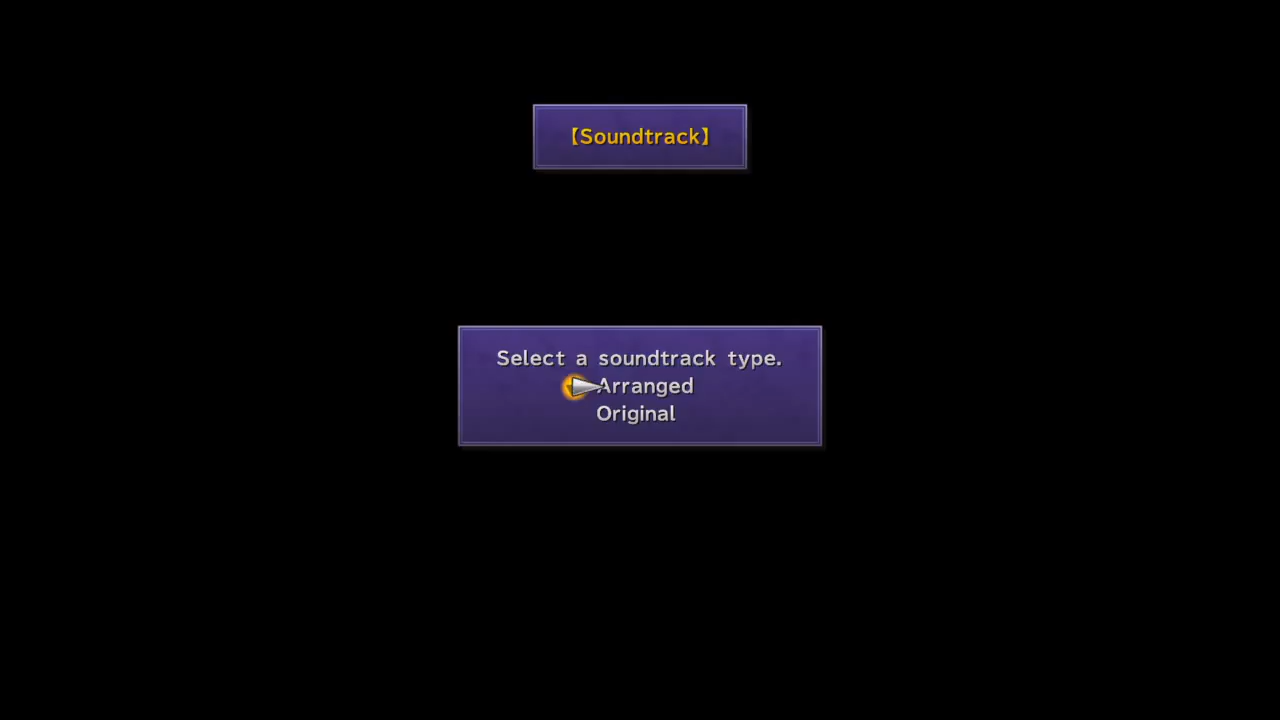 【Soundtrack】
Select a soundtrack type.
Arranged
Original